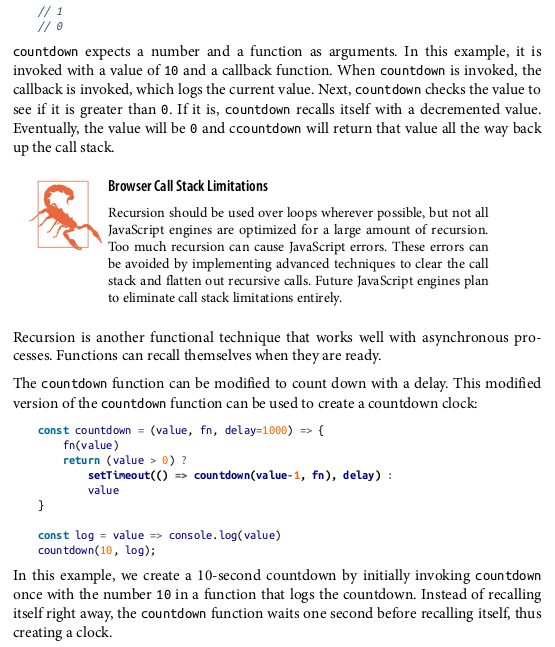 // 1
// 0
countdown expects a number and a function as arguments. In this example, it is
invoked with a value of 10 and a callback function. When countdown is invoked, the
callback is invoked, which logs the current value. Next, countdown checks the value to
see if it is greater than 0. If it is, countdown recalls itself with a decremented value.
Eventually, the value will be 0 and ccountdown will return that value all the way back
up the call stack.
Browser Call Stack Limitations
Recursion should be used over loops wherever possible, but not all
JavaScript engines are optimized for a large amount of recursion.
Too much recursion can cause JavaScript errors. These errors can
be avoided by implementing advanced techniques to clear the call
stack and flatten out recursive calls. Future JavaScript engines plan
to eliminate call stack limitations entirely.
Recursion is another functional technique that works well with asynchronous pro-
cesses. Functions can recall themselves when they are ready.
The countdown function can be modified to count down with a delay. This modified
version of the countdown function can be used to create a countdown clock:
const countdown = (value, fn, delay=1000) => {
    fn(value)
    return (value > 0) ?
        setTimeout(() => countdown(value-1, fn), delay) :
        value
}
const log = value => console.log(value)
countdown(10, log);
In this example, we create a 10-second countdown by initially invoking countdown
once with the number 10 in a function that logs the countdown. Instead of recalling
itself right away, the countdown function waits one second before recalling itself, thus
creating a clock.